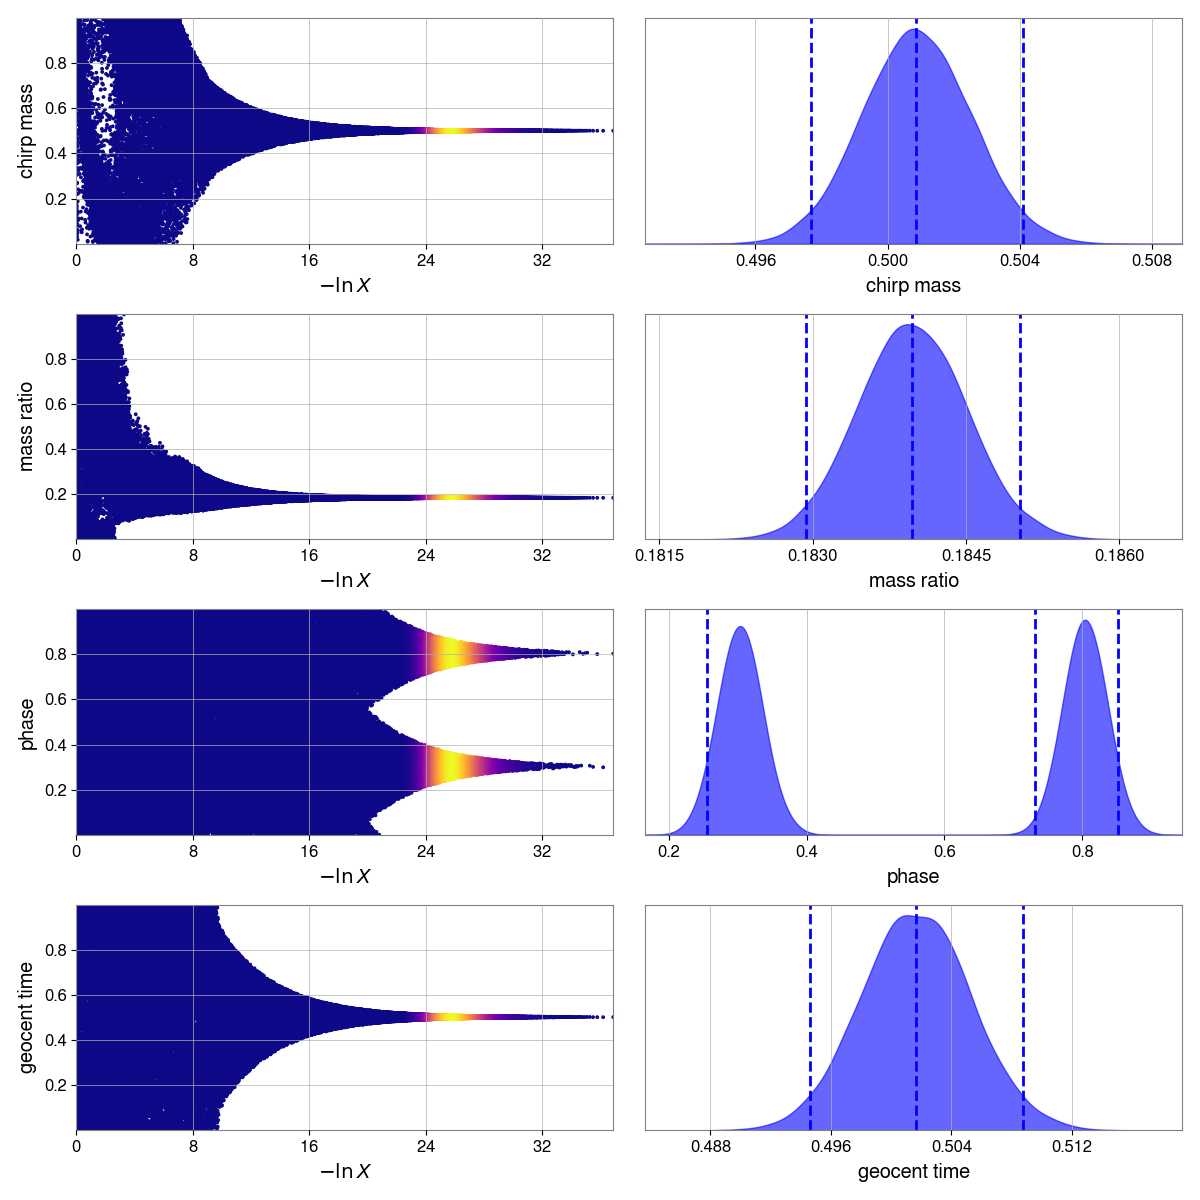 chirp mass
0.8
0.6
0.4
0.2
0 8 16 24 32
−ln X
0.496 0.500 0.504 0.508
chirp mass
mass ratio
0.8
0.6
0.4
0.2
0 8 16 24 32
−ln X
0.1815 0.1830 0.1845 0.1860
mass ratio
phase
0.8
0.6
0.4
0.2
0 8 16 24 32
−ln X
0.2 0.4 0.6 0.8
phase
geocent time
0.8
0.6
0.4
0.2
0 8 16 24 32
−ln X
0.488 0.496 0.504 0.512
geocent time